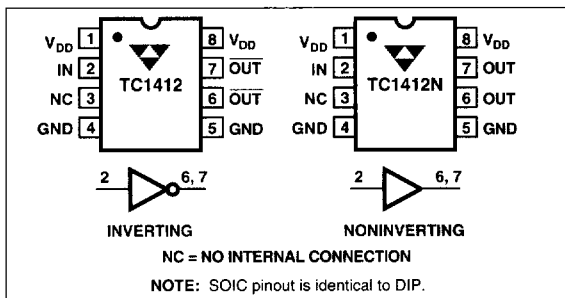 VDD 1 8 VDD
IN 2 TC1412 7 OUT
NC 3 6 OUT
GND 4 5 GND
VDD 1 8 VDD
IN 2 TC1412N 7 OUT
NC 3 6 OUT
GND 4 5 GND
2 6, 7
INVERTING
2 6, 7
NONINVERTING
NC = NO INTERNAL CONNECTION
NOTE: SOIC pinout is identical to DIP.